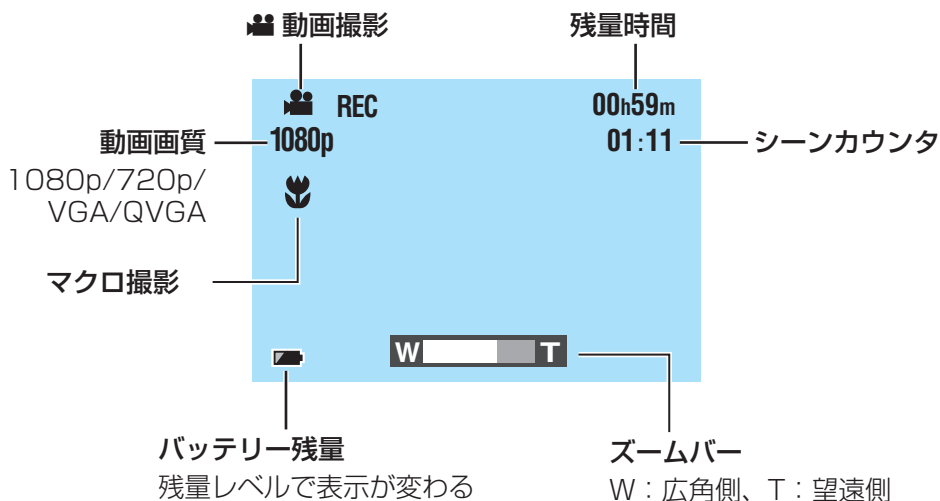 動画撮影
残量時間
REC
00h59m
動画画質
1080p
01:11
シーンカウンタ
1080p/720p/
VGA/QVGA
マクロ撮影
W T
バッテリー残量
残量レベルで表示が変わる
ズームバー
W：広角側、T：望遠側